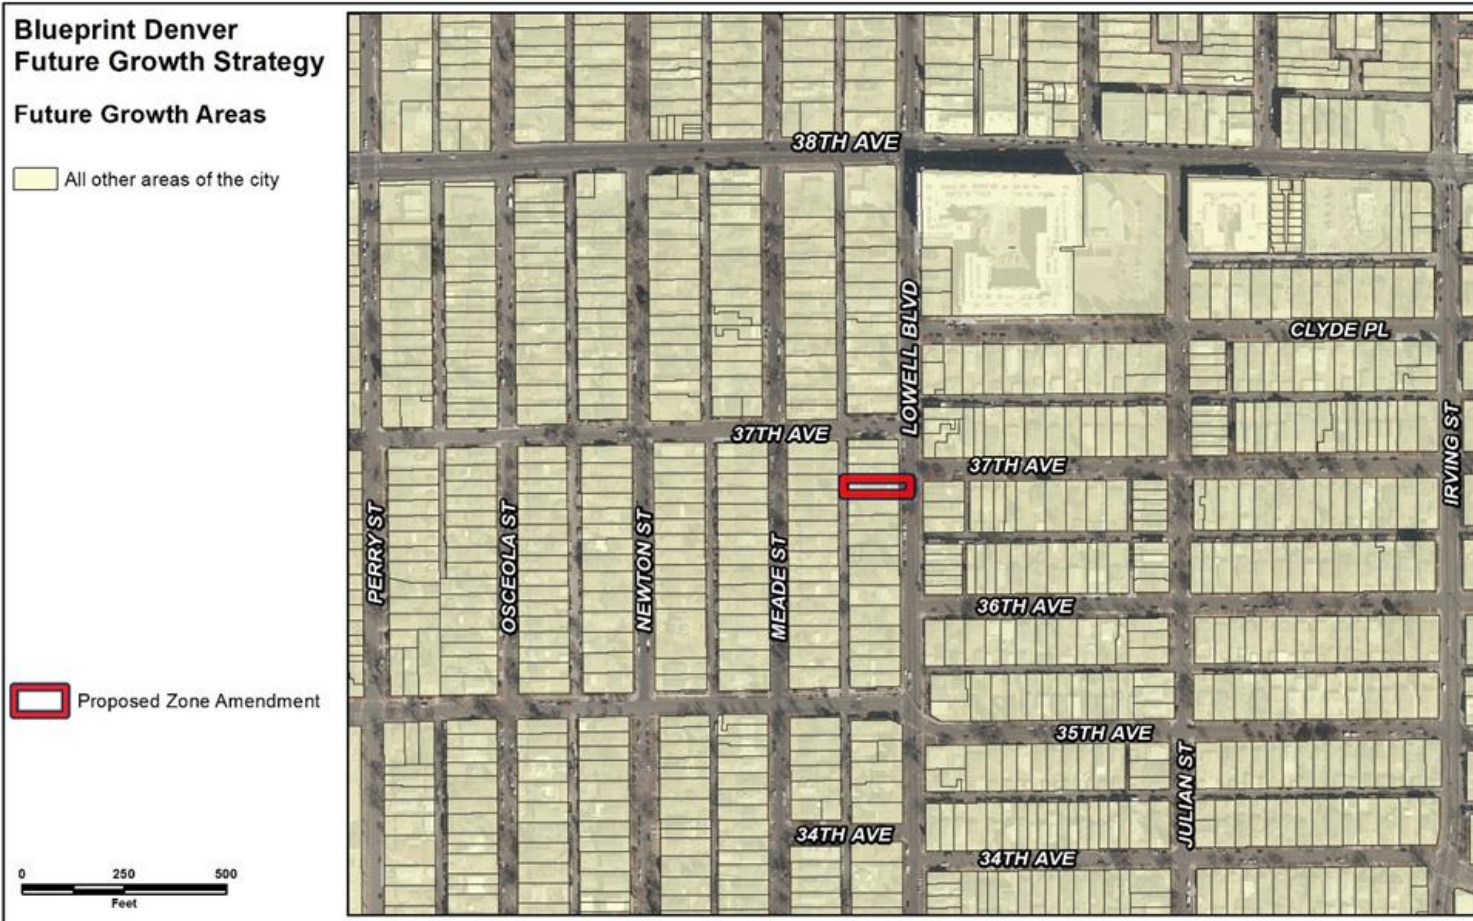 Blueprint Denver
Future Growth Strategy
Future Growth Areas
All other areas of the city
Proposed Zone Amendment
0 250 500
Feet
38TH AVE
LOWELL BLVD
CLYDE PL
37TH AVE
37TH AVE
IRVING ST
PERRY ST
OSCEOLA ST
NEWTON ST
MEADE ST
36TH AVE
35TH AVE
JULIAN ST
34TH AVE
34TH AVE